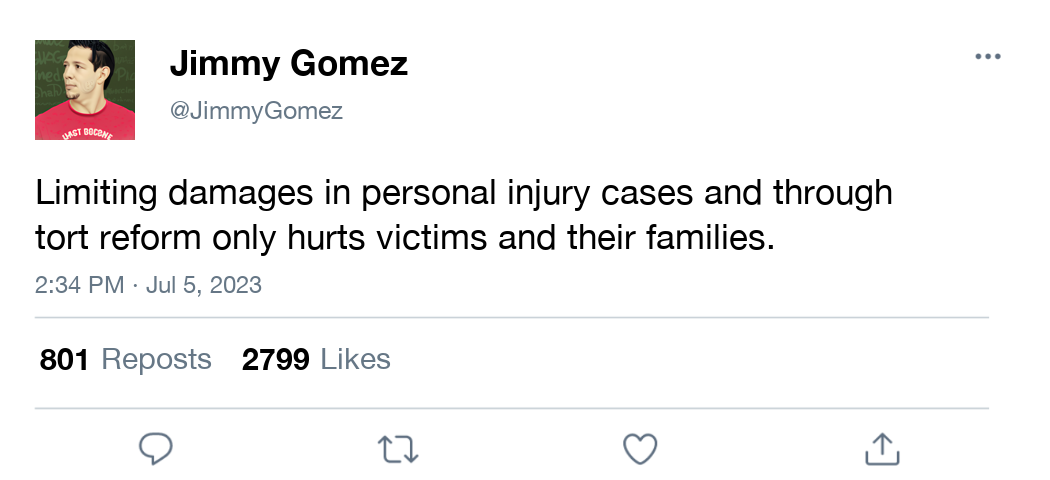 Jimmy Gomez
@JimmyGomez
Limiting damages in personal injury cases and through
tort reform only hurts victims and their families.
2:34 PM · Jul 5, 2023
801 Reposts 2799 Likes